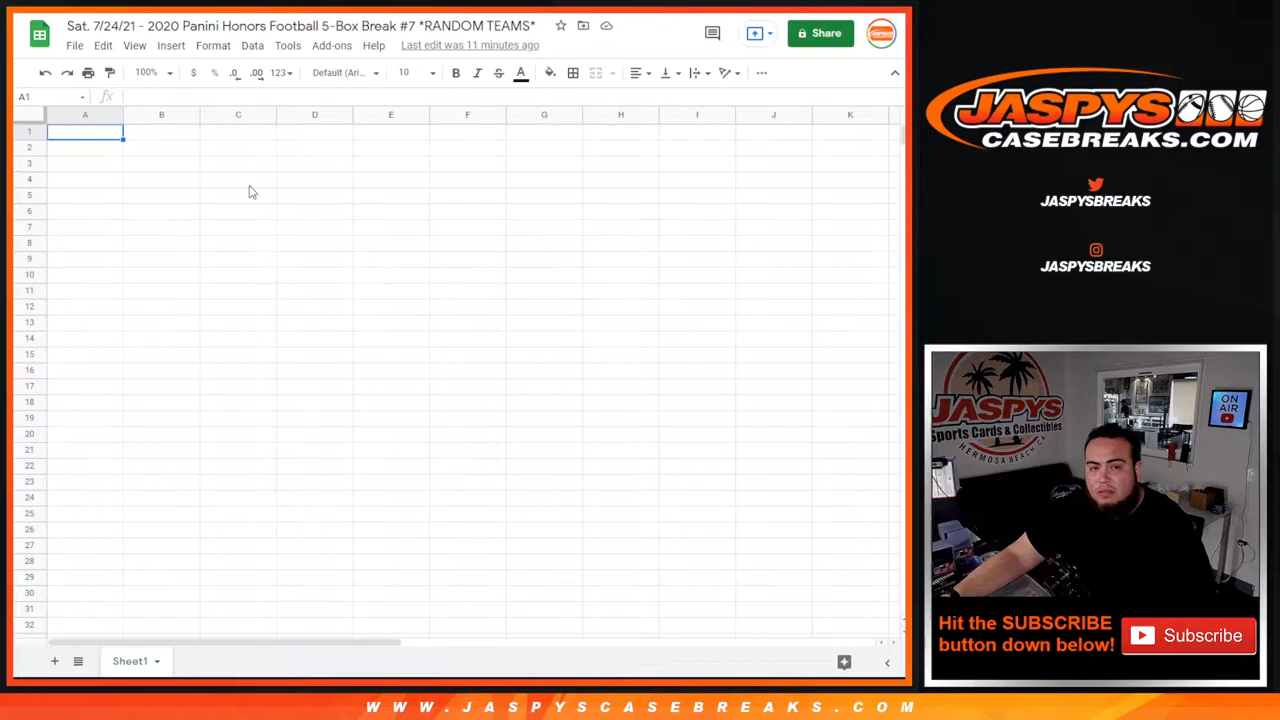 Sat. 7/24/21 - 2020 Panini Honors Football 5-Box Break #7 *RANDOM TEAMS*
File Edit View Insert Format Data Tools Add-ons Help Last edit was 11 minutes ago
Share
100% $ % .0 .00 123 Default (Ari... 10 B I S A
A1 fx
A B C D E F G H I J K
1
2
3
4
5
6
7
8
9
10
11
12
13
14
15
16
17
18
19
20
21
22
23
24
25
26
27
28
29
30
31
32
Sheet1
JASPYS
CASEBREAKS.COM
JASPYSBREAKS
JASPYSBREAKS
JASPYS
Sports Cards & Collectibles
HERMOSA BEACH CA
ON
AIR
Hit the SUBSCRIBE
button down below!
Subscribe
WWW.JASPYSCASEBREAKS.COM